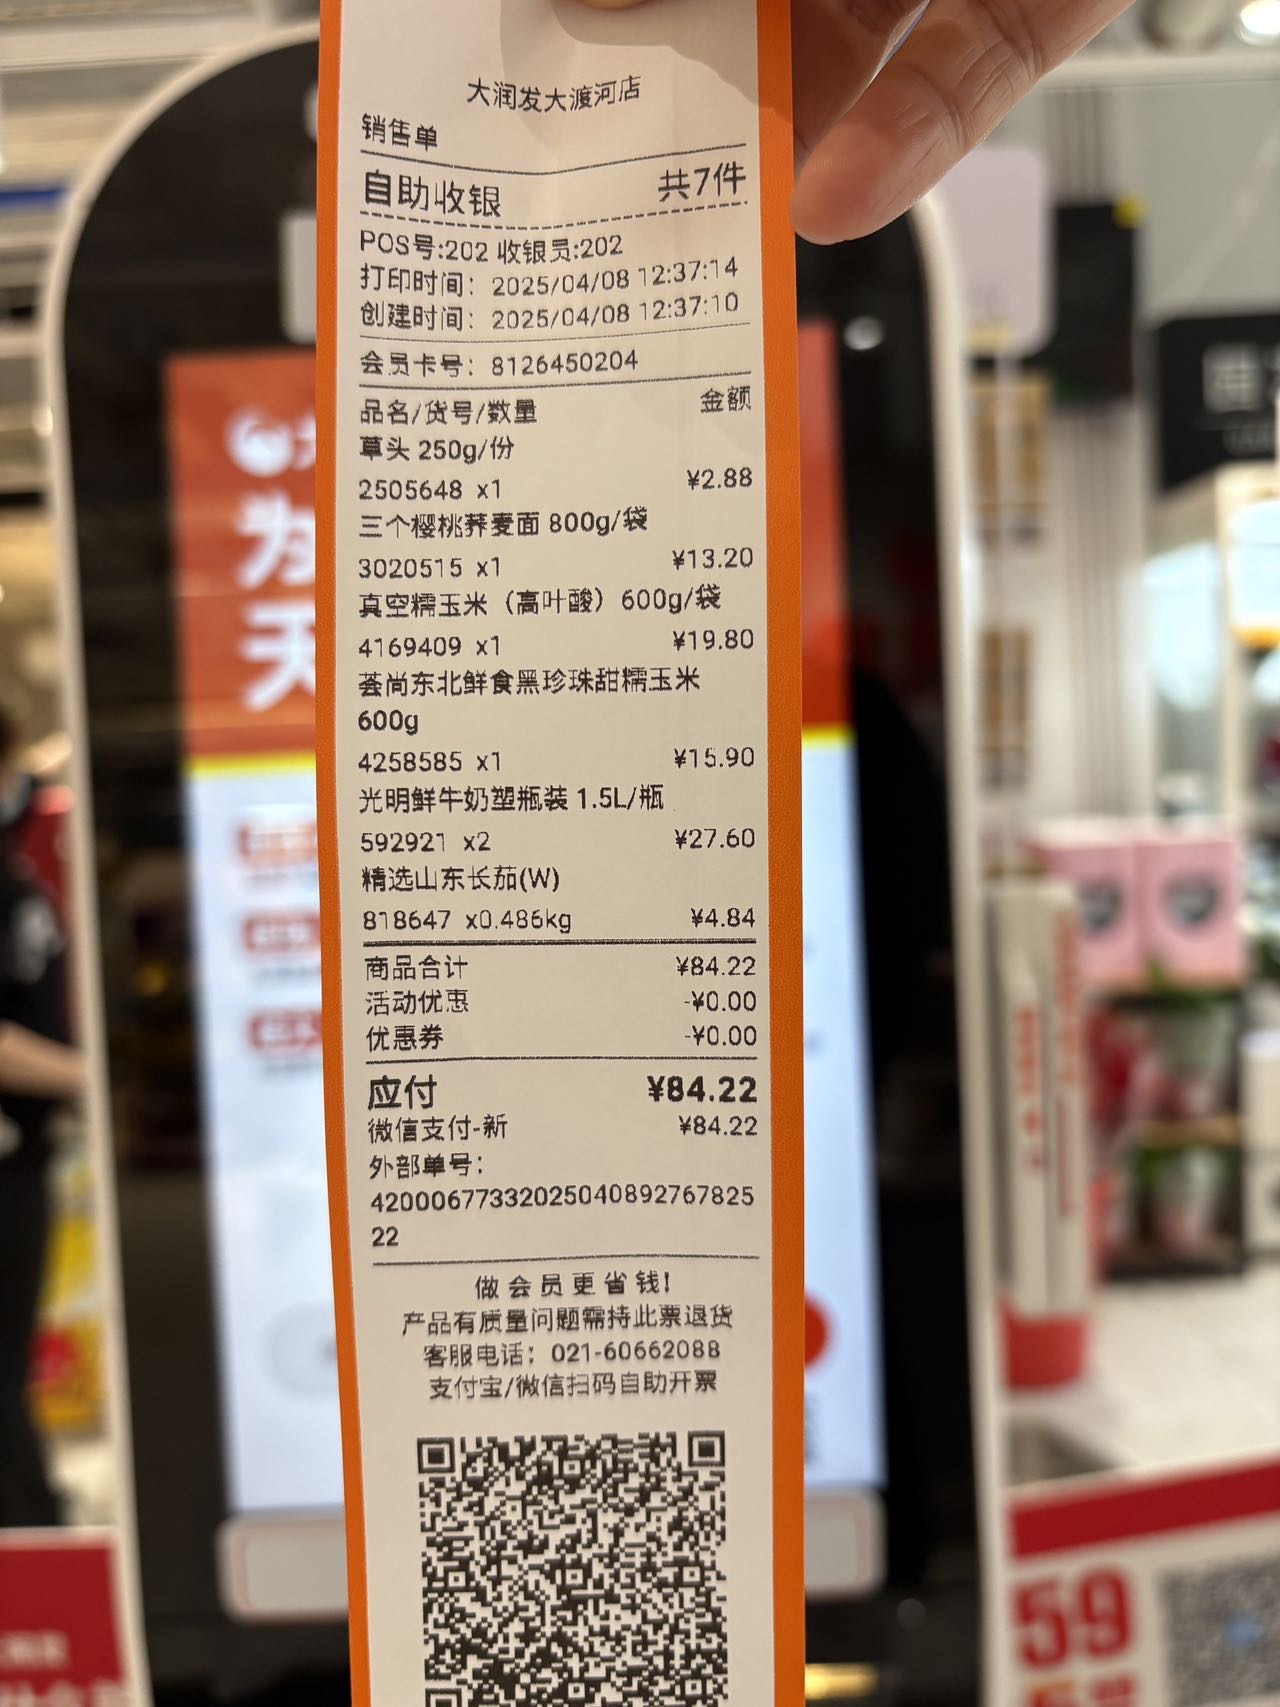 大润发大渡河店
销售单
自助收银 共7件
POS号:202 收银员:202
打印时间: 2025/04/08 12:37:14
创建时间: 2025/04/08 12:37:10
会员卡号: 8126450204
品名/货号/数量 金额
草头 250g/份
2505648 x1 ¥2.88
三个樱桃荞麦面 800g/袋
3020515 x1 ¥13.20
真空糯玉米（高叶酸）600g/袋
4169409 x1 ¥19.80
荟尚东北鲜食黑珍珠甜糯玉米
600g
4258585 x1 ¥15.90
光明鲜牛奶塑瓶装 1.5L/瓶
592921 x2 ¥27.60
精选山东长茄(W)
818647 x0.486kg ¥4.84
商品合计 ¥84.22
活动优惠 -¥0.00
优惠券 -¥0.00
应付 ¥84.22
微信支付-新 ¥84.22
外部单号:
42000677332025040892767825
22
做会员更省钱!
产品有质量问题需持此票退货
客服电话: 021-60662088
支付宝/微信扫码自助开票
为
天
59